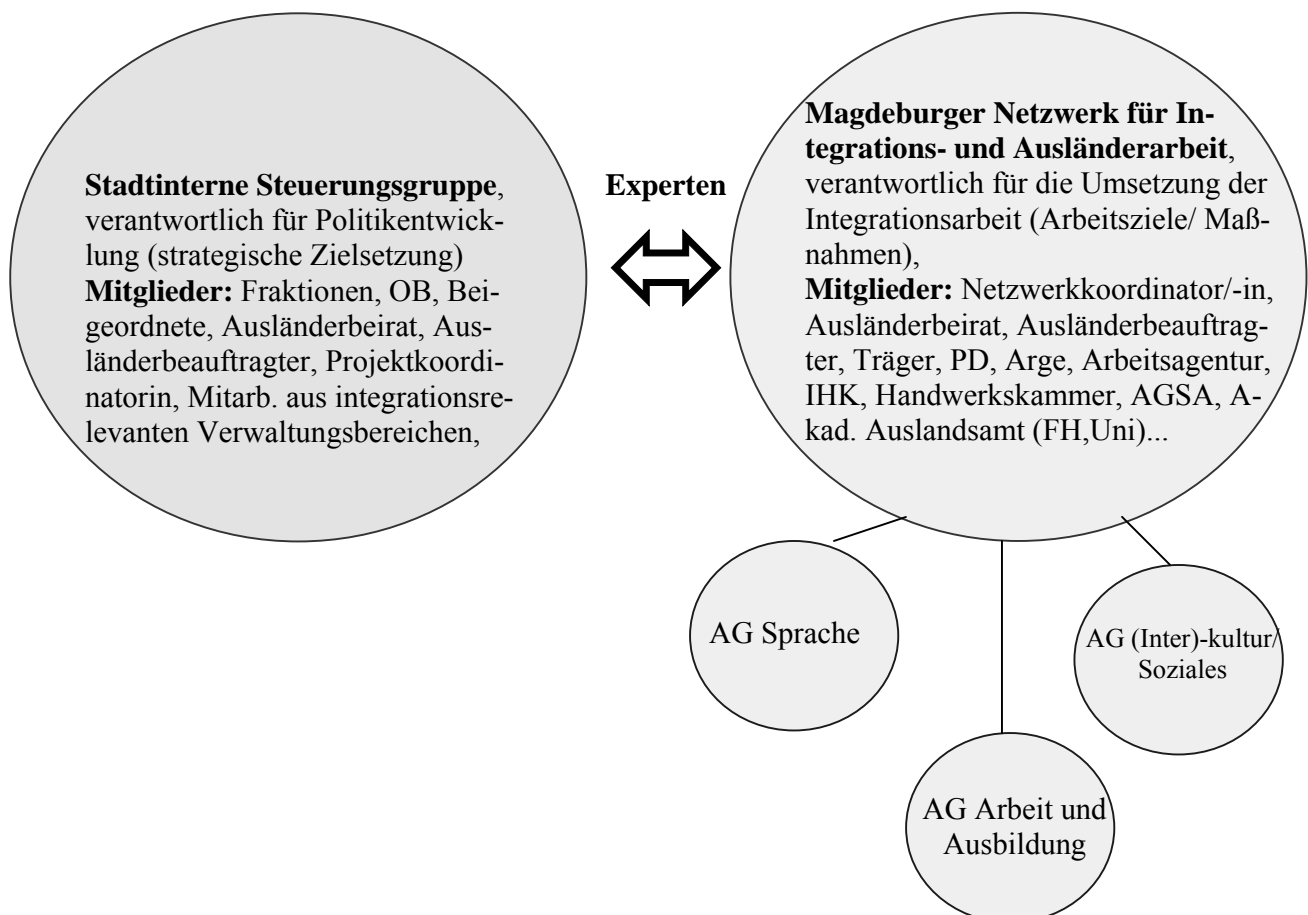 Stadtinterne Steuerungsgruppe,
verantwortlich für Politikentwick-
lung (strategische Zielsetzung)
Mitglieder: Fraktionen, OB, Bei-
geordnete, Ausländerbeirat, Aus-
länderbeauftragter, Projektkoordi-
natorin, Mitarb. aus integrationsre-
levanten Verwaltungsbereichen,
Experten
Magdeburger Netzwerk für In-
tegrations- und Ausländerarbeit,
verantwortlich für die Umsetzung der
Integrationsarbeit (Arbeitsziele/ Maß-
nahmen),
Mitglieder: Netzwerkkoordinator/-in,
Ausländerbeirat, Ausländerbeauftrag-
ter, Träger, PD, Arge, Arbeitsagentur,
IHK, Handwerkskammer, AGSA, A-
kad. Auslandsamt (FH,Uni)...
AG Sprache
AG (Inter)-kultur/
Soziales
AG Arbeit und
Ausbildung